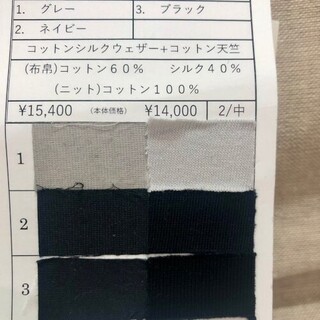 1. グレー 3. ブラック
2. ネイビー
コットンシルクウェザー+コットン天竺
(布帛)コットン60% シルク40%
(ニット)コットン100%
¥15,400 (本体価格) ¥14,000 2/中
1
2
3